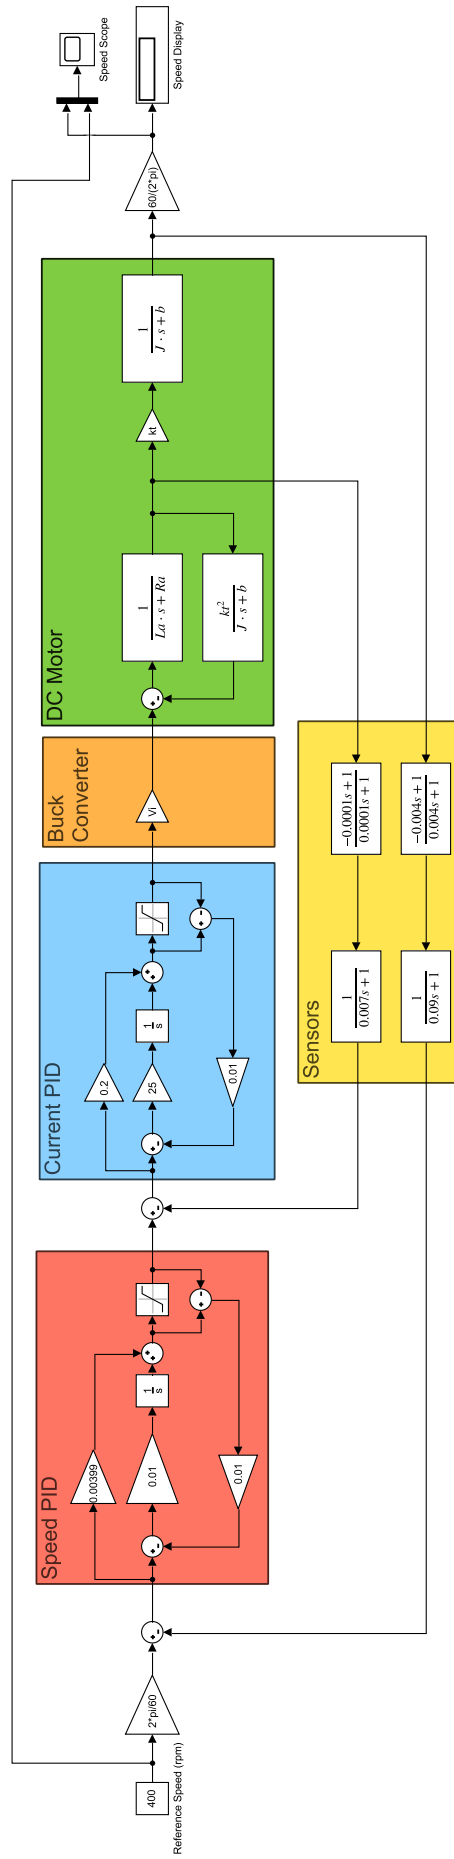 400
Reference Speed (rpm)
2*pi/60
Speed PID
0.00399
0.01
1
s
0.01
Current PID
0.2
25
1
s
0.01
Buck
Converter
Vi
DC Motor
1
La · s + Ra
kt²
J · s + b
kt
1
J · s + b
60/(2*pi)
Speed Scope
Speed Display
Sensors
1
0.007s + 1
-0.0001s + 1
0.0001s + 1
1
0.09s + 1
-0.004s + 1
0.004s + 1